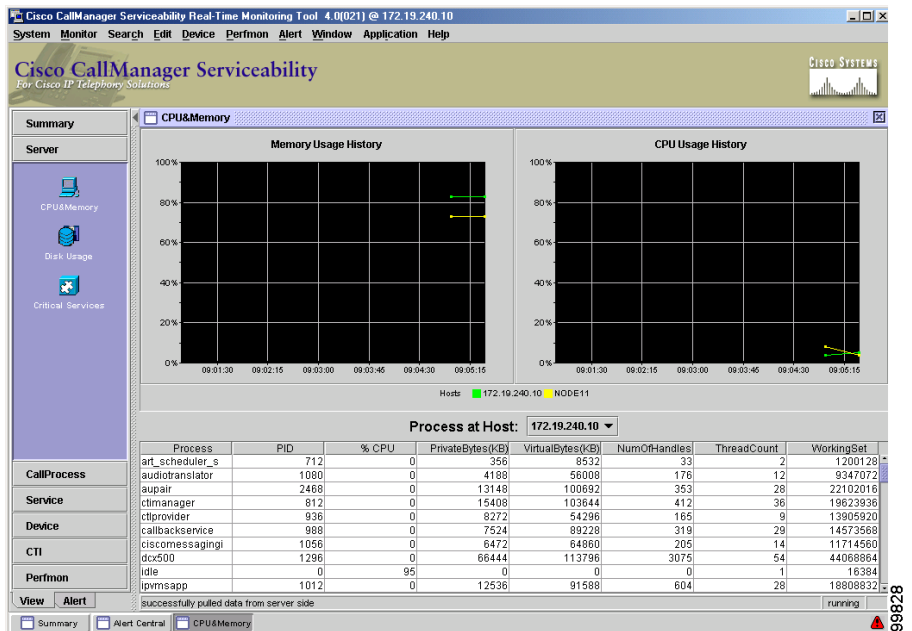 Cisco CallManager Serviceability Real-Time Monitoring Tool 4.0(021) @ 172.19.240.10
System Monitor Search Edit Device Perfmon Alert Window Application Help
Cisco CallManager Serviceability
For Cisco IP Telephony Solutions
CISCO SYSTEMS
Summary
Server
CPU&Memory
Disk Usage
Critical Services
CallProcess
Service
Device
CTI
Perfmon
View Alert
CPU&Memory
Memory Usage History
100%
80%
60%
40%
20%
0%
09:01:30 09:02:15 09:03:00 09:03:45 09:04:30 09:05:15
CPU Usage History
100%
80%
60%
40%
20%
0%
09:01:30 09:02:15 09:03:00 09:03:45 09:04:30 09:05:15
Hosts 172.19.240.10 NODE11
Process at Host: 172.19.240.10
Process PID % CPU PrivateBytes(KB) VirtualBytes(KB) NumOfHandles ThreadCount WorkingSet
art_scheduler_s 712 0 356 8532 33 2 1200128
audiotranslator 1080 0 4188 56008 176 12 9347072
aupair 2468 0 13148 100692 353 28 22102016
ctimanager 812 0 15408 103644 412 36 19623936
ctlprovider 936 0 8272 54296 165 9 13905920
callbackservice 988 0 7524 89228 319 29 14573568
ciscomessagingi 1056 0 6472 64860 205 14 11714560
dcx500 1296 0 66444 113796 3075 54 44068864
idle 0 95 0 0 0 1 16384
ipvmsapp 1012 0 12536 91588 604 28 18808832
successfully pulled data from server side running
Summary Alert Central CPU&Memory
99828